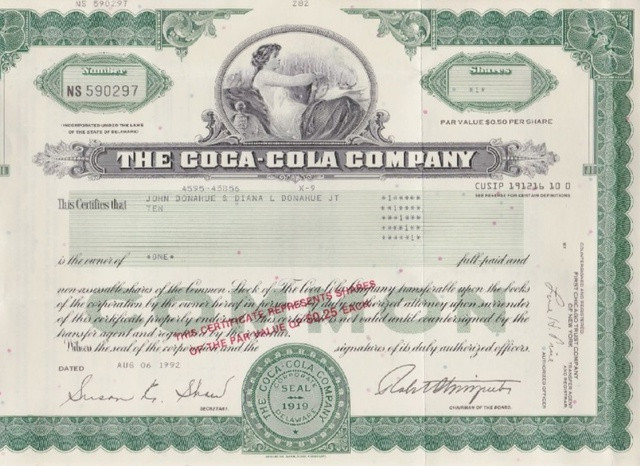 NS 590297
282
Number
NS 590297
Shares
*1*
INCORPORATED UNDER THE LAWS
OF THE STATE OF DELAWARE
PAR VALUE $0.50 PER SHARE
THE COCA-COLA COMPANY
X-9
CUSIP 191216 10 0
SEE REVERSE FOR CERTAIN DEFINITIONS
This Certifies that
JOHN DONAHUE & DIANA L DONAHUE JT
TEN
is the owner of
*ONE*
full-paid and
non-assessable shares of the Common Stock of The Coca-Cola Company transferable upon the books
of the corporation by the owner hereof in person or by duly authorized attorney upon surrender
of this certificate properly endorsed. This certificate is not valid until countersigned by the
transfer agent and
THIS CERTIFICATE REPRESENTS SHARES
OF THE PAR VALUE OF $0.25 EACH
Witness the seal of the corporation and the
signatures of its duly authorized officers.
DATED
AUG 06 1992
SECRETARY.
THE COCA-COLA COMPANY
CORPORATE
SEAL
1919
DELAWARE
CHAIRMAN OF THE BOARD.
COUNTERSIGNED AND REGISTERED:
FIRST CHICAGO TRUST COMPANY
OF NEW YORK
TRANSFER AGENT
AND REGISTRAR
BY
AUTHORIZED OFFICER